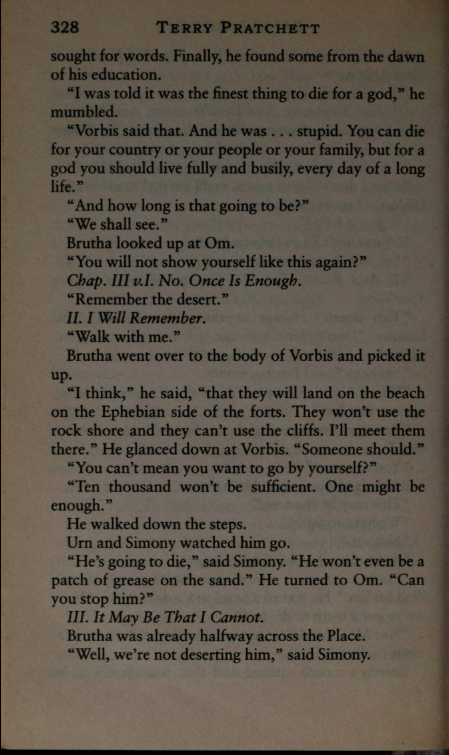 328 TERRY PRATCHETT
sought for words. Finally, he found some from the dawn
of his education.
“I was told it was the finest thing to die for a god,” he
mumbled.
“Vorbis said that. And he was . . . stupid. You can die
for your country or your people or your family, but for a
god you should live fully and busily, every day of a long
life.”
“And how long is that going to be?”
“We shall see.”
Brutha looked up at Om.
“You will not show yourself like this again?”
Chap. III v.I. No. Once Is Enough.
“Remember the desert.”
II. I Will Remember.
“Walk with me.”
Brutha went over to the body of Vorbis and picked it
up.
“I think,” he said, “that they will land on the beach
on the Ephebian side of the forts. They won’t use the
rock shore and they can’t use the cliffs. I’ll meet them
there.” He glanced down at Vorbis. “Someone should.”
“You can’t mean you want to go by yourself?”
“Ten thousand won’t be sufficient. One might be
enough.”
He walked down the steps.
Urn and Simony watched him go.
“He’s going to die,” said Simony. “He won’t even be a
patch of grease on the sand.” He turned to Om. “Can
you stop him?”
III. It May Be That I Cannot.
Brutha was already halfway across the Place.
“Well, we’re not deserting him,” said Simony.